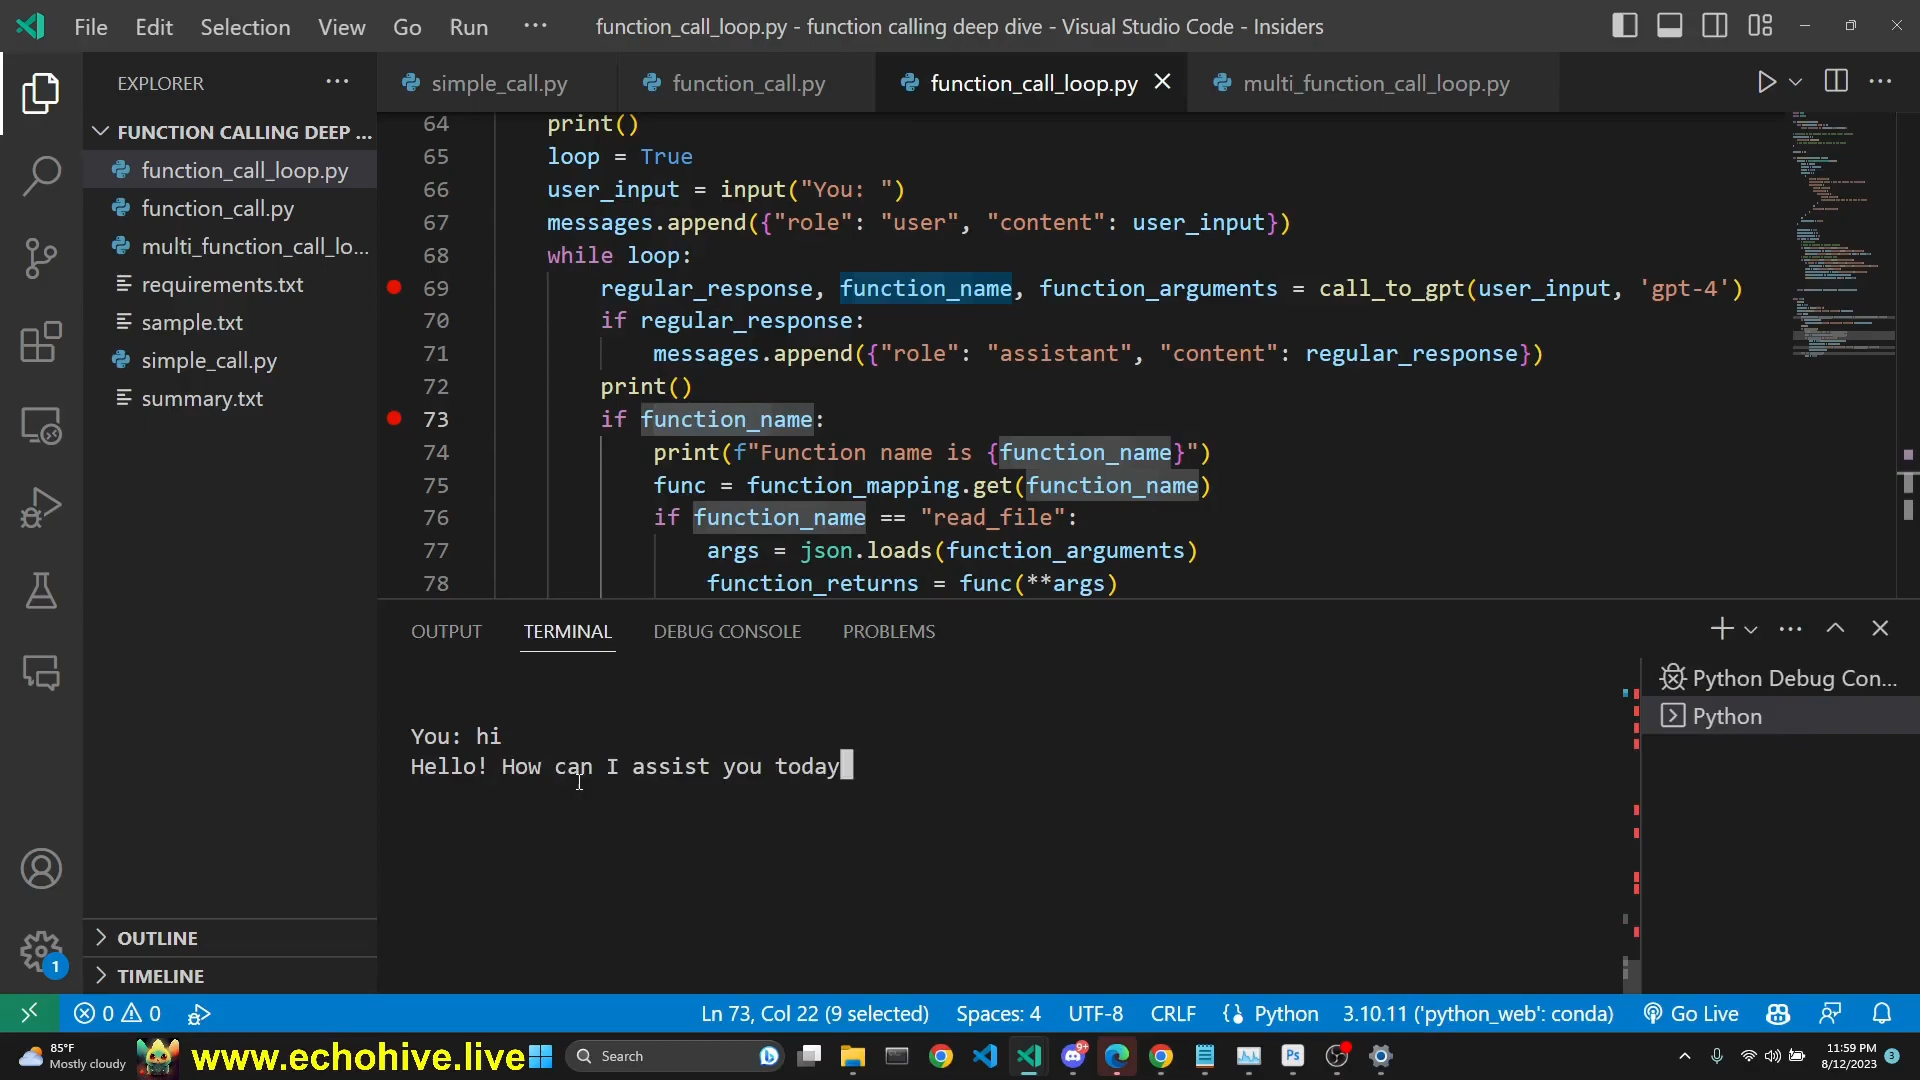 File Edit Selection View Go Run ···
function_call_loop.py - function calling deep dive - Visual Studio Code - Insiders
EXPLORER ···
simple_call.py
function_call.py
function_call_loop.py
multi_function_call_loop.py
FUNCTION CALLING DEEP ...
function_call_loop.py
function_call.py
multi_function_call_lo...
requirements.txt
sample.txt
simple_call.py
summary.txt
OUTLINE
TIMELINE
1
64 print()
65 loop = True
66 user_input = input("You: ")
67 messages.append({"role": "user", "content": user_input})
68 while loop:
69 regular_response, function_name, function_arguments = call_to_gpt(user_input, 'gpt-4')
70 if regular_response:
71 messages.append({"role": "assistant", "content": regular_response})
72 print()
73 if function_name:
74 print(f"Function name is {function_name}")
75 func = function_mapping.get(function_name)
76 if function_name == "read_file":
77 args = json.loads(function_arguments)
78 function_returns = func(**args)
OUTPUT TERMINAL DEBUG CONSOLE PROBLEMS
You: hi
Hello! How can I assist you today
Python Debug Con...
Python
0 0
Ln 73, Col 22 (9 selected) Spaces: 4 UTF-8 CRLF Python 3.10.11 ('python_web': conda) Go Live
85°F
Mostly cloudy
www.echohive.live
Search
Ps
11:59 PM
8/12/2023
3